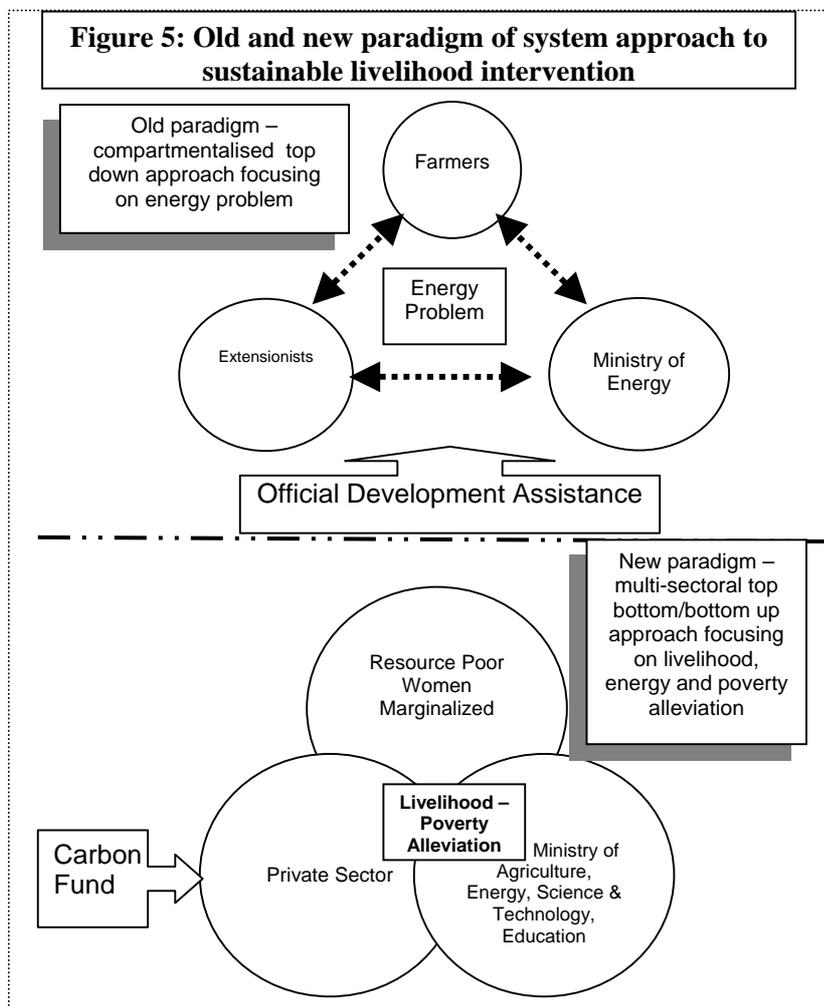 Figure 5: Old and new paradigm of system approach to
sustainable livelihood intervention
Old paradigm –
compartmentalised top
down approach focusing
on energy problem
Farmers
Energy
Problem
Extensionists
Ministry of
Energy
Official Development Assistance
New paradigm –
multi-sectoral top
bottom/bottom up
approach focusing
on livelihood,
energy and poverty
alleviation
Resource Poor
Women
Marginalized
Livelihood –
Poverty
Alleviation
Carbon
Fund
Private Sector
Ministry of
Agriculture,
Energy, Science &
Technology,
Education